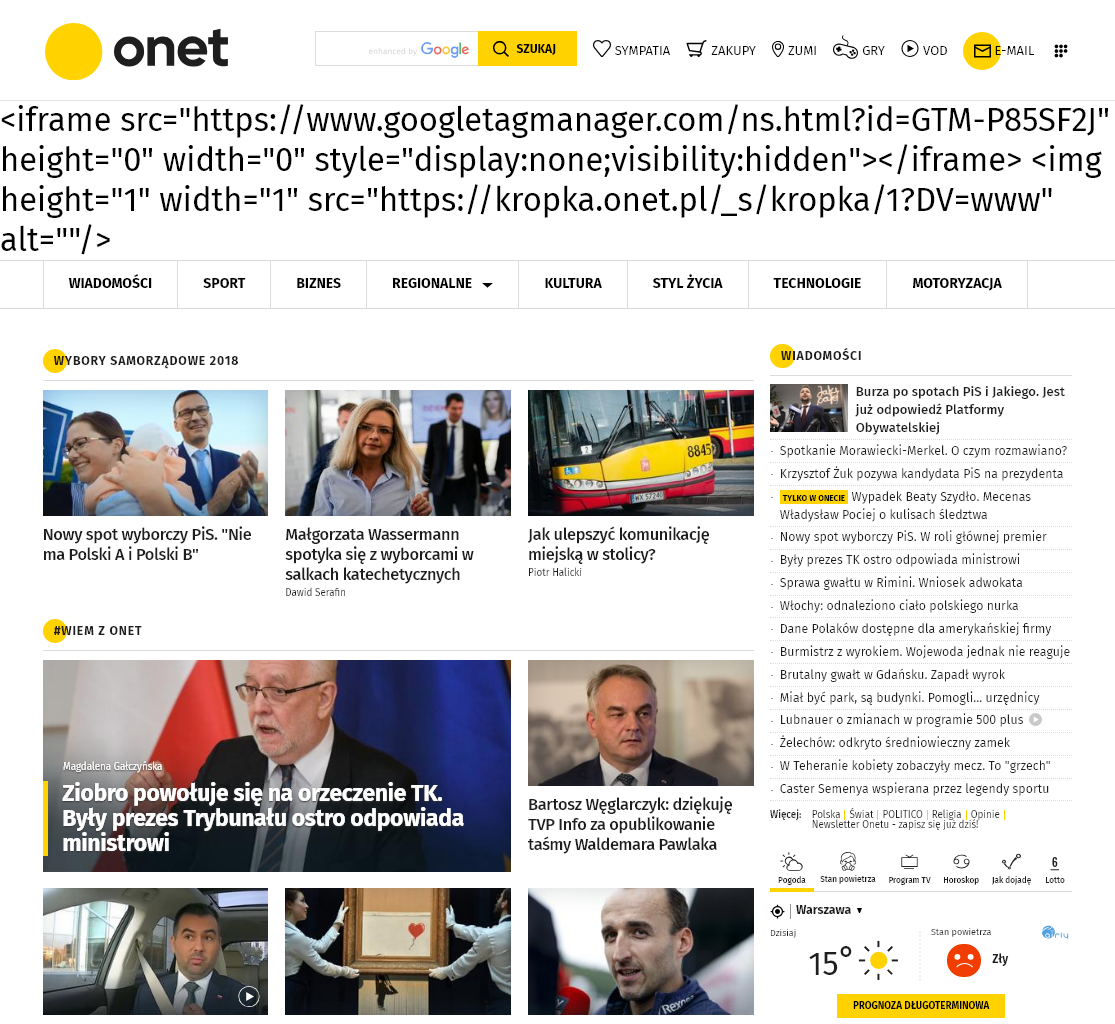 onet
enhanced by Google
SZUKAJ
SYMPATIA
ZAKUPY
ZUMI
GRY
VOD
E-MAIL
<iframe src="https://www.googletagmanager.com/ns.html?id=GTM-P85SF2J"
height="0" width="0" style="display:none;visibility:hidden"></iframe> <img
height="1" width="1" src="https://kropka.onet.pl/_s/kropka/1?DV=www"
alt=""/>
WIADOMOŚCI
SPORT
BIZNES
REGIONALNE
KULTURA
STYL ŻYCIA
TECHNOLOGIE
MOTORYZACJA
WYBORY SAMORZĄDOWE 2018
8845
WX 57240
Nowy spot wyborczy PiS. "Nie
ma Polski A i Polski B"
Małgorzata Wassermann
spotyka się z wyborcami w
salkach katechetycznych
Dawid Serafin
Jak ulepszyć komunikację
miejską w stolicy?
Piotr Halicki
#WIEM Z ONET
Magdalena Gałczyńska
Ziobro powołuje się na orzeczenie TK.
Były prezes Trybunału ostro odpowiada
ministrowi
Bartosz Węglarczyk: dziękuję
TVP Info za opublikowanie
taśmy Waldemara Pawlaka
Rexona
WIADOMOŚCI
Burza po spotach PiS i Jakiego. Jest
już odpowiedź Platformy
Obywatelskiej
· Spotkanie Morawiecki-Merkel. O czym rozmawiano?
· Krzysztof Żuk pozywa kandydata PiS na prezydenta
· TYLKO W ONECIE Wypadek Beaty Szydło. Mecenas
Władysław Pociej o kulisach śledztwa
· Nowy spot wyborczy PiS. W roli głównej premier
· Były prezes TK ostro odpowiada ministrowi
· Sprawa gwałtu w Rimini. Wniosek adwokata
· Włochy: odnaleziono ciało polskiego nurka
· Dane Polaków dostępne dla amerykańskiej firmy
· Burmistrz z wyrokiem. Wojewoda jednak nie reaguje
· Brutalny gwałt w Gdańsku. Zapadł wyrok
· Miał być park, są budynki. Pomogli... urzędnicy
· Lubnauer o zmianach w programie 500 plus
· Żelechów: odkryto średniowieczny zamek
· W Teheranie kobiety zobaczyły mecz. To "grzech"
· Caster Semenya wspierana przez legendy sportu
Więcej: Polska | Świat | POLITICO | Religia | Opinie |
Newsletter Onetu - zapisz się już dziś!
Pogoda
Stan powietrza
Program TV
Horoskop
Jak dojadę
6
Lotto
Warszawa
Dzisiaj
15°
Stan powietrza
Zły
PROGNOZA DŁUGOTERMINOWA